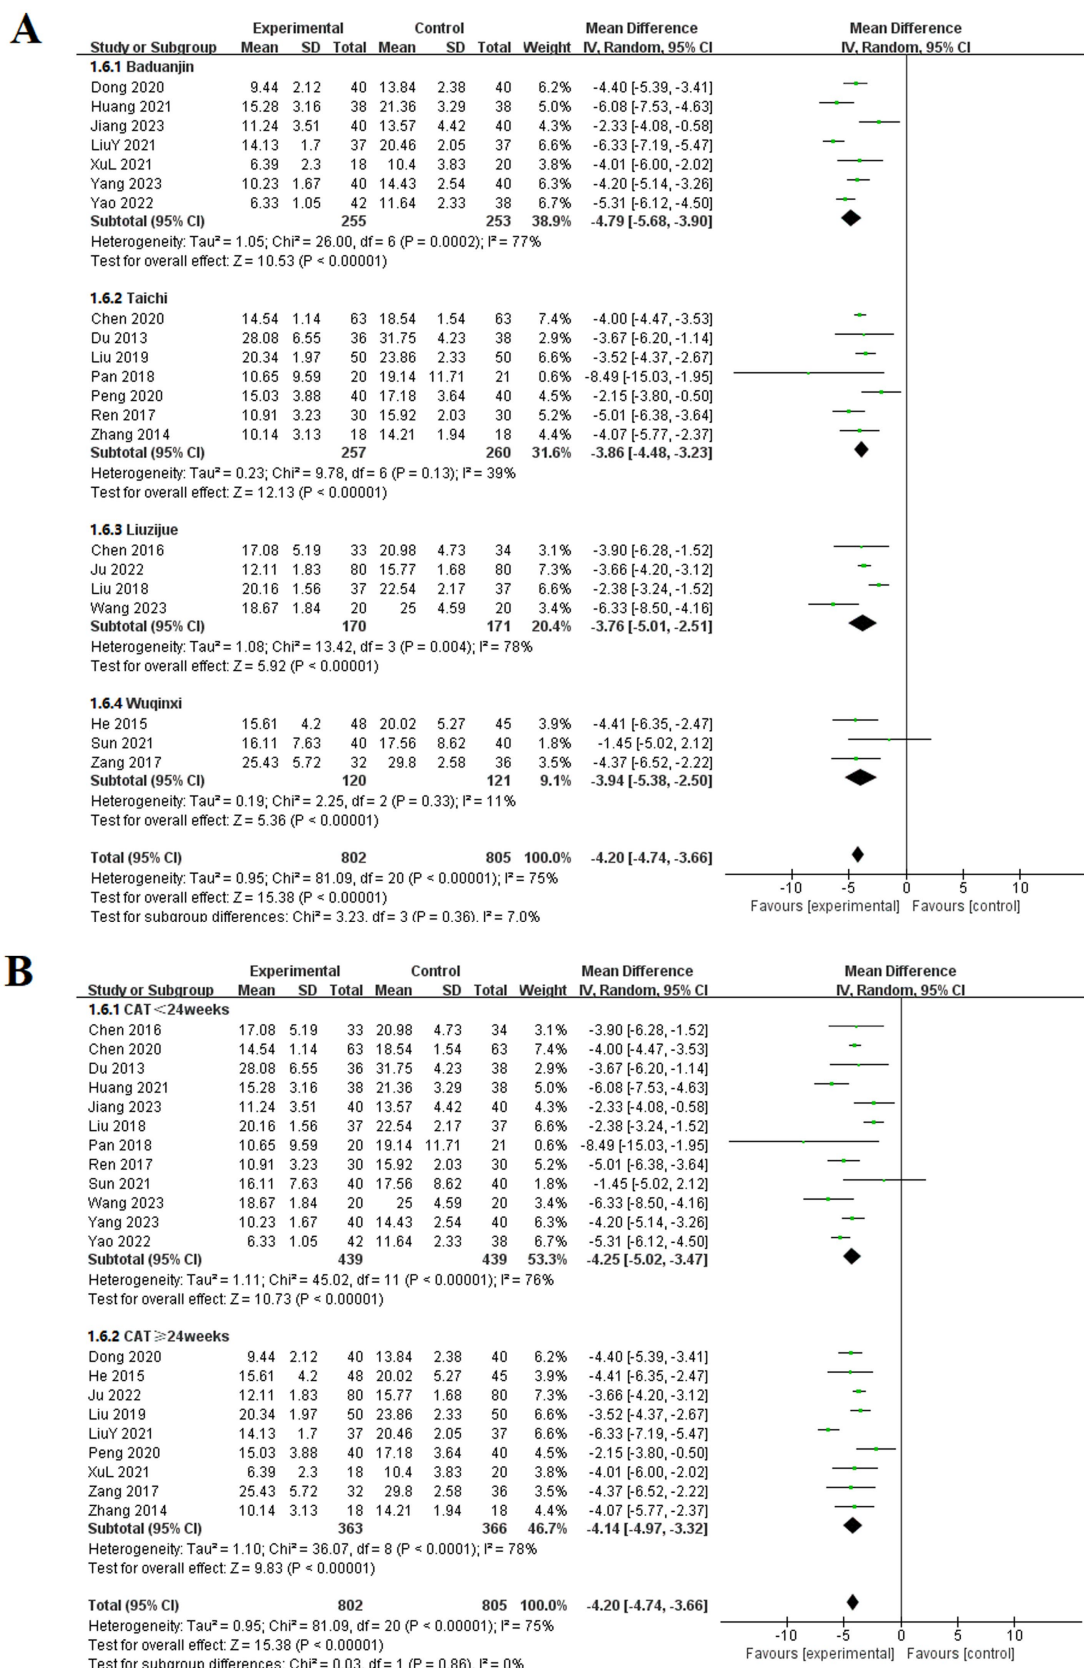 A
Experimental Control Mean Difference Mean Difference
Study or Subgroup Mean SD Total Mean SD Total Weight IV, Random, 95% CI IV, Random, 95% CI
1.6.1 Baduanjin
Dong 2020 9.44 2.12 40 13.84 2.38 40 6.2% -4.40 [-5.39, -3.41]
Huang 2021 15.28 3.16 38 21.36 3.29 38 5.0% -6.08 [-7.53, -4.63]
Jiang 2023 11.24 3.51 40 13.57 4.42 40 4.3% -2.33 [-4.08, -0.58]
LiuY 2021 14.13 1.7 37 20.46 2.05 37 6.6% -6.33 [-7.19, -5.47]
XuL 2021 6.39 2.3 18 10.4 3.83 20 3.8% -4.01 [-6.00, -2.02]
Yang 2023 10.23 1.67 40 14.43 2.54 40 6.3% -4.20 [-5.14, -3.26]
Yao 2022 6.33 1.05 42 11.64 2.33 38 6.7% -5.31 [-6.12, -4.50]
Subtotal (95% CI) 255 253 38.9% -4.79 [-5.68, -3.90]
Heterogeneity: Tau² = 1.05; Chi² = 26.00, df = 6 (P = 0.0002); I² = 77%
Test for overall effect: Z = 10.53 (P < 0.00001)
1.6.2 Taichi
Chen 2020 14.54 1.14 63 18.54 1.54 63 7.4% -4.00 [-4.47, -3.53]
Du 2013 28.08 6.55 36 31.75 4.23 38 2.9% -3.67 [-6.20, -1.14]
Liu 2019 20.34 1.97 50 23.86 2.33 50 6.6% -3.52 [-4.37, -2.67]
Pan 2018 10.65 9.59 20 19.14 11.71 21 0.6% -8.49 [-15.03, -1.95]
Peng 2020 15.03 3.88 40 17.18 3.64 40 4.5% -2.15 [-3.80, -0.50]
Ren 2017 10.91 3.23 30 15.92 2.03 30 5.2% -5.01 [-6.38, -3.64]
Zhang 2014 10.14 3.13 18 14.21 1.94 18 4.4% -4.07 [-5.77, -2.37]
Subtotal (95% CI) 257 260 31.6% -3.86 [-4.48, -3.23]
Heterogeneity: Tau² = 0.23; Chi² = 9.78, df = 6 (P = 0.13); I² = 39%
Test for overall effect: Z = 12.13 (P < 0.00001)
1.6.3 Liuzijue
Chen 2016 17.08 5.19 33 20.98 4.73 34 3.1% -3.90 [-6.28, -1.52]
Ju 2022 12.11 1.83 80 15.77 1.68 80 7.3% -3.66 [-4.20, -3.12]
Liu 2018 20.16 1.56 37 22.54 2.17 37 6.6% -2.38 [-3.24, -1.52]
Wang 2023 18.67 1.84 20 25 4.59 20 3.4% -6.33 [-8.50, -4.16]
Subtotal (95% CI) 170 171 20.4% -3.76 [-5.01, -2.51]
Heterogeneity: Tau² = 1.08; Chi² = 13.42, df = 3 (P = 0.004); I² = 78%
Test for overall effect: Z = 5.92 (P < 0.00001)
1.6.4 Wuqinxi
He 2015 15.61 4.2 48 20.02 5.27 45 3.9% -4.41 [-6.35, -2.47]
Sun 2021 16.11 7.63 40 17.56 8.62 40 1.8% -1.45 [-5.02, 2.12]
Zang 2017 25.43 5.72 32 29.8 2.58 36 3.5% -4.37 [-6.52, -2.22]
Subtotal (95% CI) 120 121 9.1% -3.94 [-5.38, -2.50]
Heterogeneity: Tau² = 0.19; Chi² = 2.25, df = 2 (P = 0.33); I² = 11%
Test for overall effect: Z = 5.36 (P < 0.00001)
Total (95% CI) 802 805 100.0% -4.20 [-4.74, -3.66]
Heterogeneity: Tau² = 0.95; Chi² = 81.09, df = 20 (P < 0.00001); I² = 75%
-10 -5 0 5 10
Test for overall effect: Z = 15.38 (P < 0.00001)
Favours [experimental] Favours [control]
Test for subgroup differences: Chi² = 3.23, df = 3 (P = 0.36), I² = 7.0%
B
Experimental Control Mean Difference Mean Difference
Study or Subgroup Mean SD Total Mean SD Total Weight IV, Random, 95% CI IV, Random, 95% CI
1.6.1 CAT＜24weeks
Chen 2016 17.08 5.19 33 20.98 4.73 34 3.1% -3.90 [-6.28, -1.52]
Chen 2020 14.54 1.14 63 18.54 1.54 63 7.4% -4.00 [-4.47, -3.53]
Du 2013 28.08 6.55 36 31.75 4.23 38 2.9% -3.67 [-6.20, -1.14]
Huang 2021 15.28 3.16 38 21.36 3.29 38 5.0% -6.08 [-7.53, -4.63]
Jiang 2023 11.24 3.51 40 13.57 4.42 40 4.3% -2.33 [-4.08, -0.58]
Liu 2018 20.16 1.56 37 22.54 2.17 37 6.6% -2.38 [-3.24, -1.52]
Pan 2018 10.65 9.59 20 19.14 11.71 21 0.6% -8.49 [-15.03, -1.95]
Ren 2017 10.91 3.23 30 15.92 2.03 30 5.2% -5.01 [-6.38, -3.64]
Sun 2021 16.11 7.63 40 17.56 8.62 40 1.8% -1.45 [-5.02, 2.12]
Wang 2023 18.67 1.84 20 25 4.59 20 3.4% -6.33 [-8.50, -4.16]
Yang 2023 10.23 1.67 40 14.43 2.54 40 6.3% -4.20 [-5.14, -3.26]
Yao 2022 6.33 1.05 42 11.64 2.33 38 6.7% -5.31 [-6.12, -4.50]
Subtotal (95% CI) 439 439 53.3% -4.25 [-5.02, -3.47]
Heterogeneity: Tau² = 1.11; Chi² = 45.02, df = 11 (P < 0.00001); I² = 76%
Test for overall effect: Z = 10.73 (P < 0.00001)
1.6.2 CAT≥24weeks
Dong 2020 9.44 2.12 40 13.84 2.38 40 6.2% -4.40 [-5.39, -3.41]
He 2015 15.61 4.2 48 20.02 5.27 45 3.9% -4.41 [-6.35, -2.47]
Ju 2022 12.11 1.83 80 15.77 1.68 80 7.3% -3.66 [-4.20, -3.12]
Liu 2019 20.34 1.97 50 23.86 2.33 50 6.6% -3.52 [-4.37, -2.67]
LiuY 2021 14.13 1.7 37 20.46 2.05 37 6.6% -6.33 [-7.19, -5.47]
Peng 2020 15.03 3.88 40 17.18 3.64 40 4.5% -2.15 [-3.80, -0.50]
XuL 2021 6.39 2.3 18 10.4 3.83 20 3.8% -4.01 [-6.00, -2.02]
Zang 2017 25.43 5.72 32 29.8 2.58 36 3.5% -4.37 [-6.52, -2.22]
Zhang 2014 10.14 3.13 18 14.21 1.94 18 4.4% -4.07 [-5.77, -2.37]
Subtotal (95% CI) 363 366 46.7% -4.14 [-4.97, -3.32]
Heterogeneity: Tau² = 1.10; Chi² = 36.07, df = 8 (P < 0.0001); I² = 78%
Test for overall effect: Z = 9.83 (P < 0.00001)
Total (95% CI) 802 805 100.0% -4.20 [-4.74, -3.66]
Heterogeneity: Tau² = 0.95; Chi² = 81.09, df = 20 (P < 0.00001); I² = 75%
-10 -5 0 5 10
Test for overall effect: Z = 15.38 (P < 0.00001)
Favours [experimental] Favours [control]
Test for subgroup differences: Chi² = 0.03, df = 1 (P = 0.86), I² = 0%